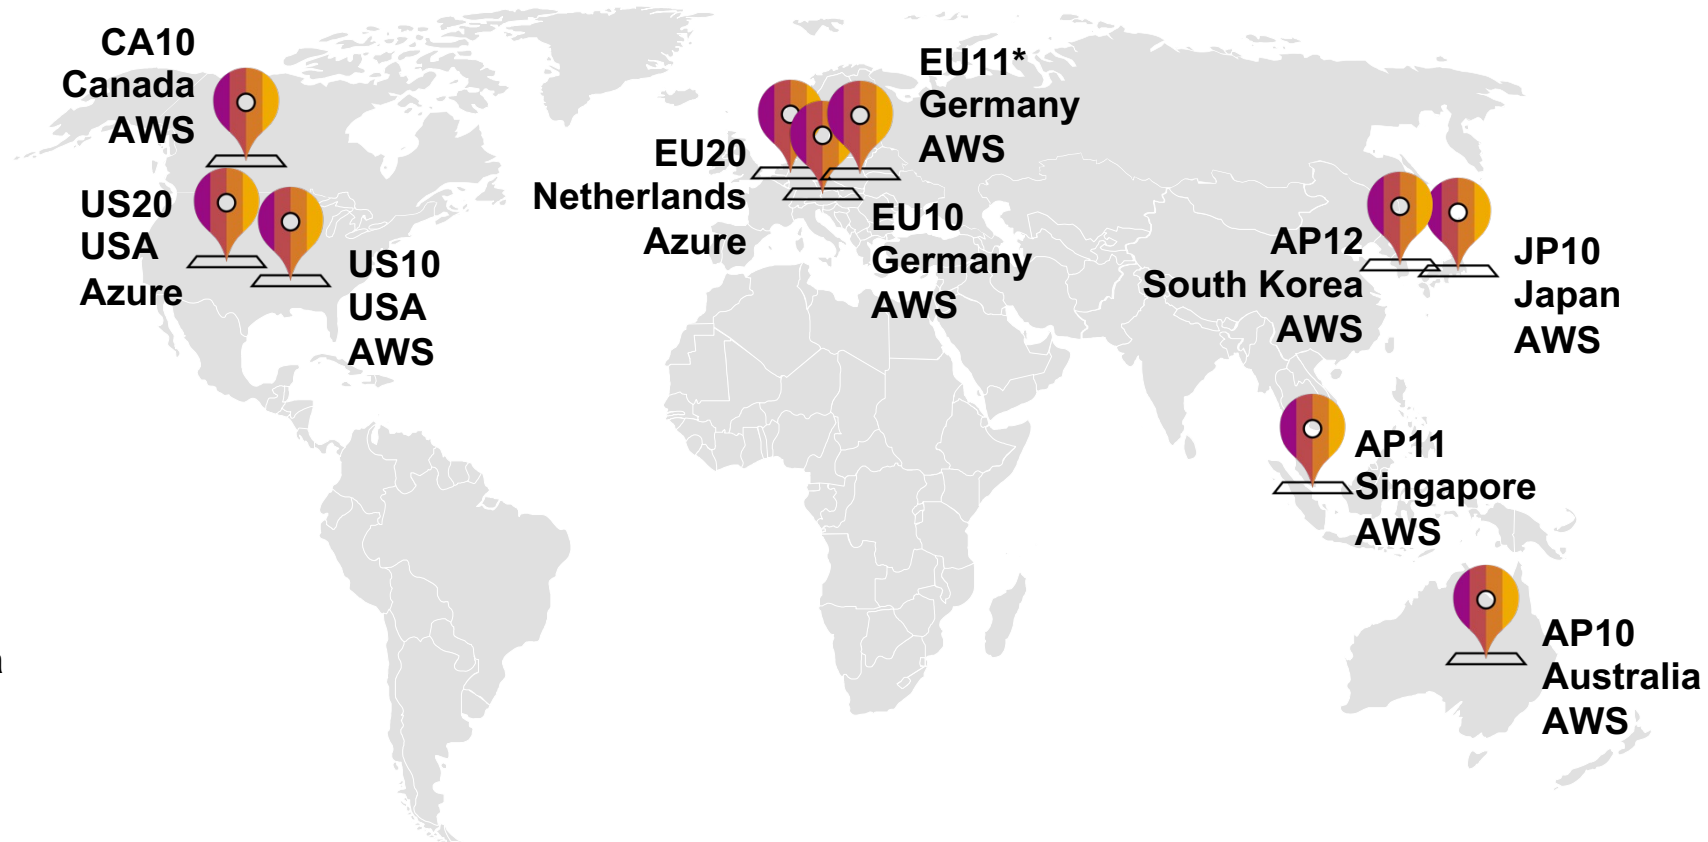 CA10
Canada
AWS
US20
USA
Azure
US10
USA
AWS
EU20
Netherlands
Azure
EU11*
Germany
AWS
EU10
Germany
AWS
AP12
South Korea
AWS
JP10
Japan
AWS
AP11
Singapore
AWS
AP10
Australia
AWS